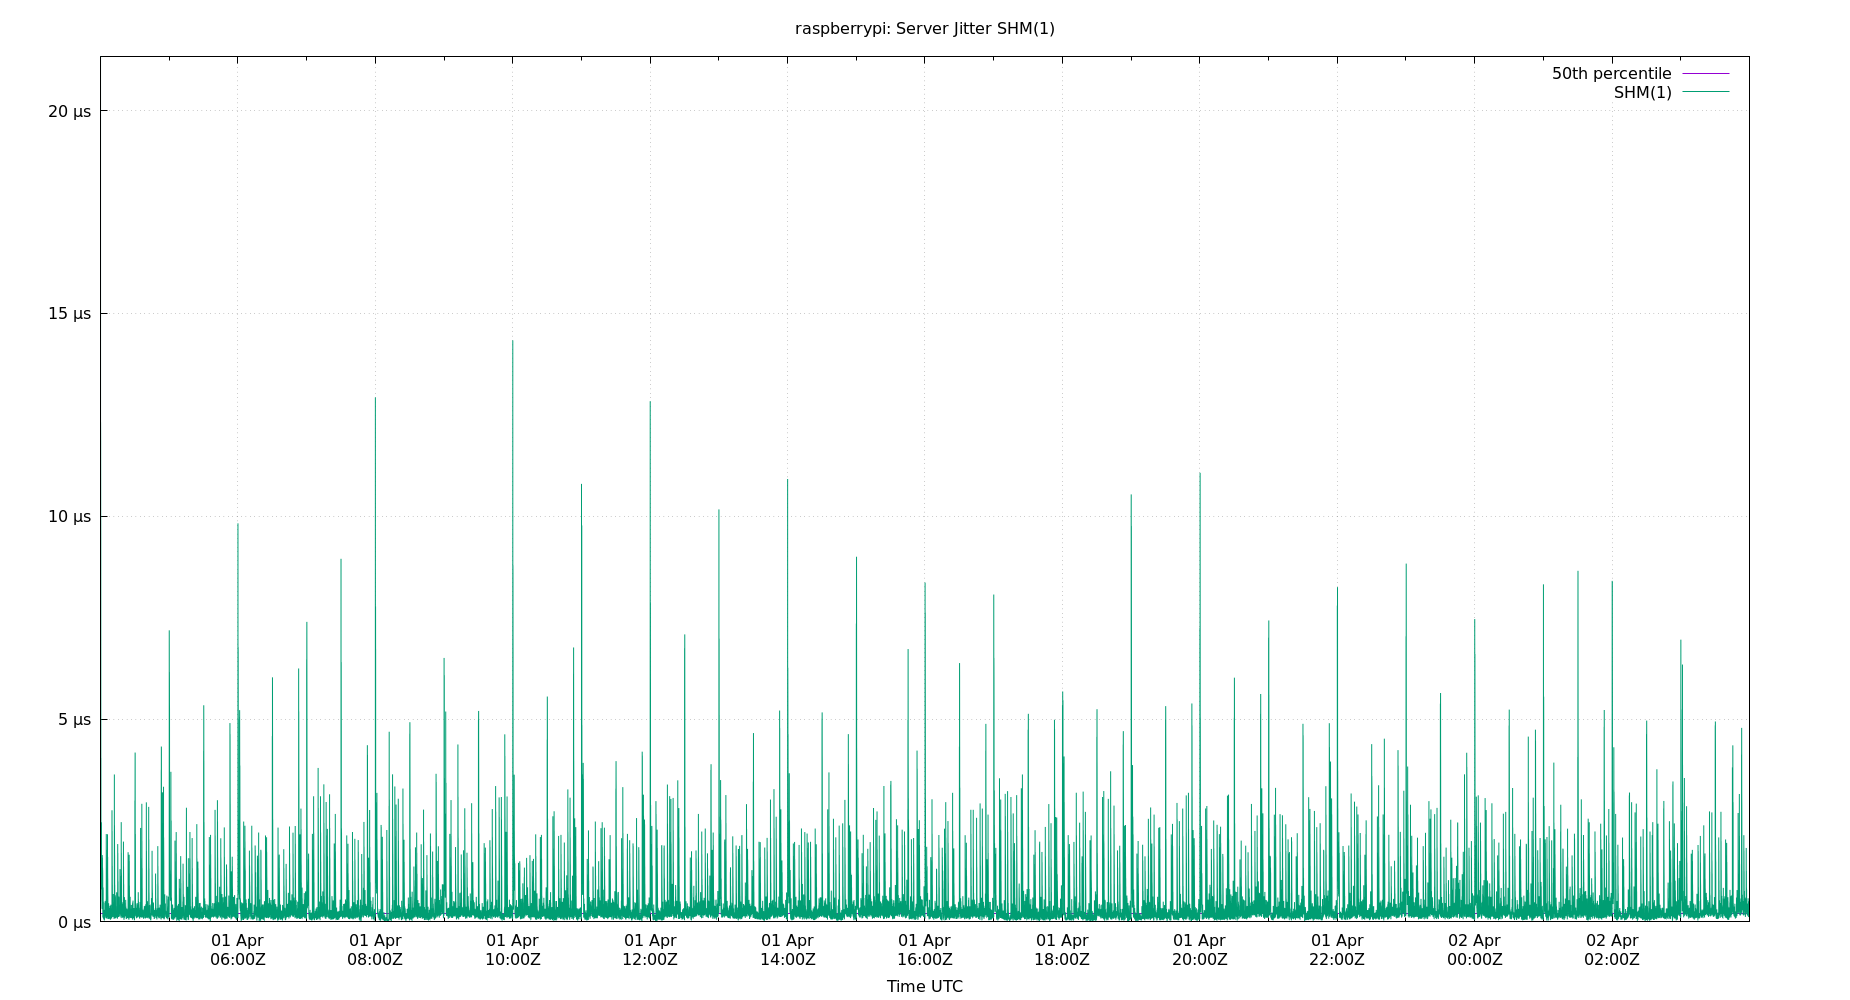 raspberrypi: Server Jitter SHM(1)
50th percentile
SHM(1)
20 μs
15 μs
10 μs
5 μs
0 μs
01 Apr 01 Apr 01 Apr 01 Apr 01 Apr 01 Apr 01 Apr 01 Apr 01 Apr 02 Apr 02 Apr
06:00Z 08:00Z 10:00Z 12:00Z 14:00Z 16:00Z 18:00Z 20:00Z 22:00Z 00:00Z 02:00Z
Time UTC